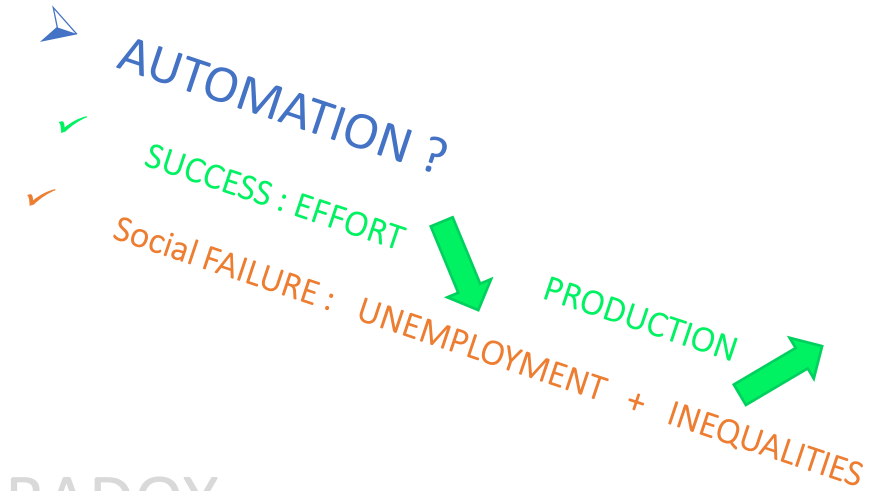 AUTOMATION ?
SUCCESS : EFFORT PRODUCTION
Social FAILURE : UNEMPLOYMENT + INEQUALITIES